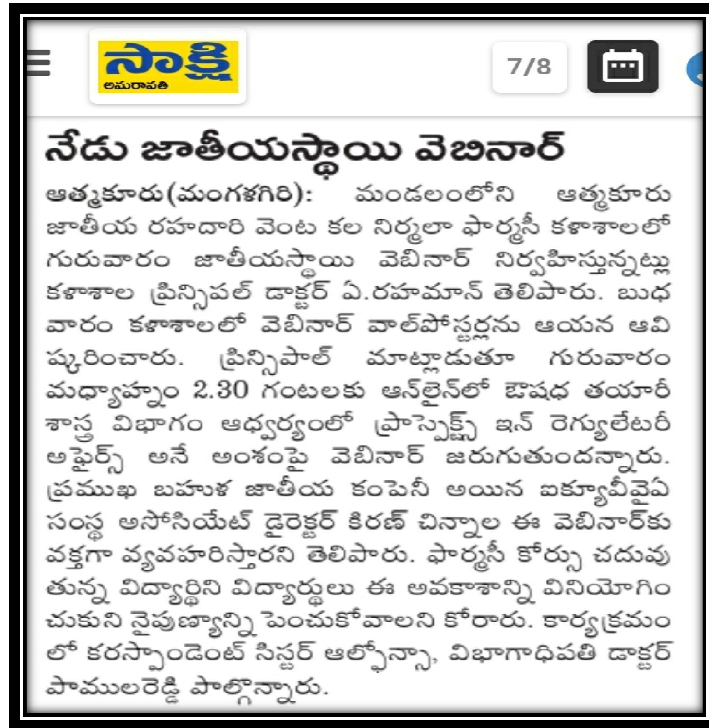 సాక్షి
అమరావతి
7/8
నేడు జాతీయస్థాయి వెబినార్
ఆత్మకూరు(మంగళగిరి): మండలంలోని ఆత్మకూరు
జాతీయ రహదారి వెంట కల నిర్మలా ఫార్మసీ కళాశాలలో
గురువారం జాతీయస్థాయి వెబినార్ నిర్వహిస్తున్నట్లు
కళాశాల ప్రిన్సిపల్ డాక్టర్ ఏ.రహమాన్ తెలిపారు. బుధ
వారం కళాశాలలో వెబినార్ వాల్‌పోస్టర్లను ఆయన ఆవి
ష్కరించారు. ప్రిన్సిపాల్ మాట్లాడుతూ గురువారం
మధ్యాహ్నం 2.30 గంటలకు ఆన్‌లైన్‌లో ఔషధ తయారీ
శాస్త్ర విభాగం ఆధ్వర్యంలో ప్రాస్పెక్ట్స్ ఇన్ రెగ్యులేటరీ
అఫైర్స్ అనే అంశంపై వెబినార్ జరుగుతుందన్నారు.
ప్రముఖ బహుళ జాతీయ కంపెనీ అయిన ఐక్యూవీవైఏ
సంస్థ అసోసియేట్ డైరెక్టర్ కిరణ్ చిన్నాల ఈ వెబినార్‌కు
వక్తగా వ్యవహరిస్తారని తెలిపారు. ఫార్మసీ కోర్సు చదువు
తున్న విద్యార్థిని విద్యార్థులు ఈ అవకాశాన్ని వినియోగిం
చుకుని నైపుణ్యాన్ని పెంచుకోవాలని కోరారు. కార్యక్రమం
లో కరస్పాండెంట్ సిస్టర్ ఆల్ఫోన్సా, విభాగాధిపతి డాక్టర్
పాములరెడ్డి పాల్గొన్నారు.